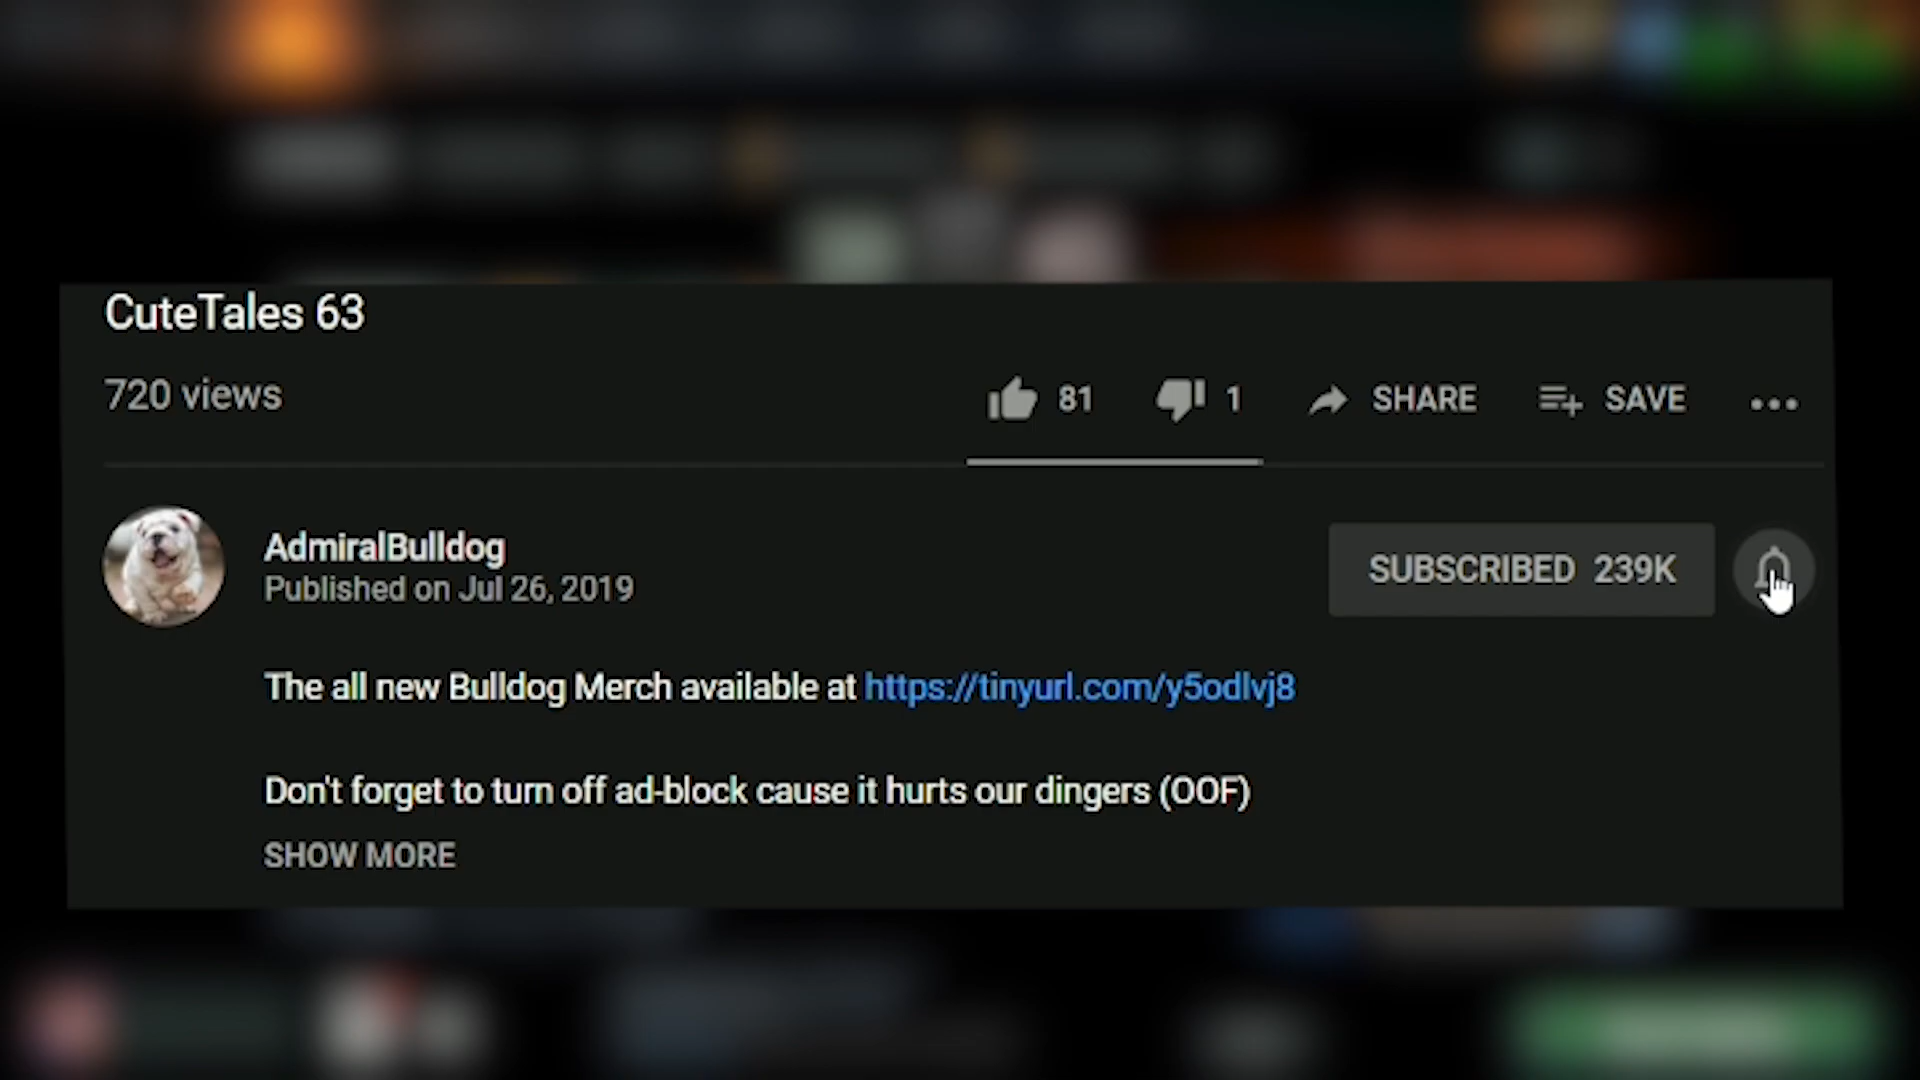 CuteTales 63
720 views
81 1 SHARE SAVE
AdmiralBulldog
Published on Jul 26, 2019
SUBSCRIBED 239K
The all new Bulldog Merch available at https://tinyurl.com/y5odlvj8
Don't forget to turn off ad-block cause it hurts our dingers (OOF)
SHOW MORE